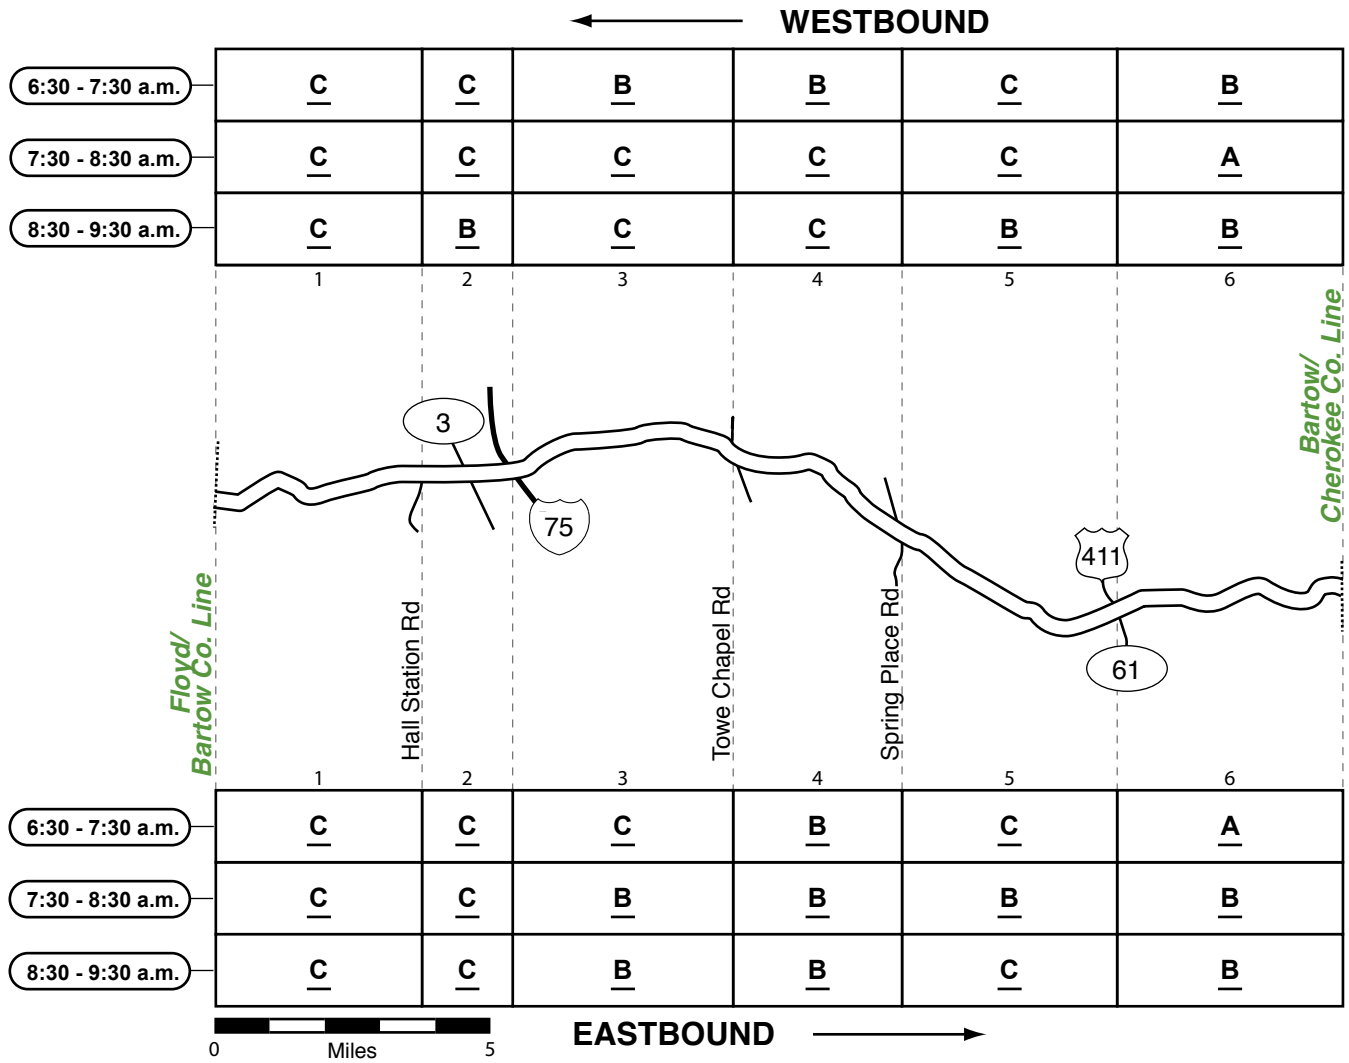 WESTBOUND
6:30 - 7:30 a.m. C C B B C B
7:30 - 8:30 a.m. C C C C C A
8:30 - 9:30 a.m. C B C C B B
1 2 3 4 5 6
Bartow/
Cherokee Co. Line
3
75
411
61
Floyd/
Bartow Co. Line
Hall Station Rd
Towe Chapel Rd
Spring Place Rd
1 2 3 4 5 6
6:30 - 7:30 a.m. C C C B C A
7:30 - 8:30 a.m. C C B B B B
8:30 - 9:30 a.m. C C B B C B
0 Miles 5
EASTBOUND